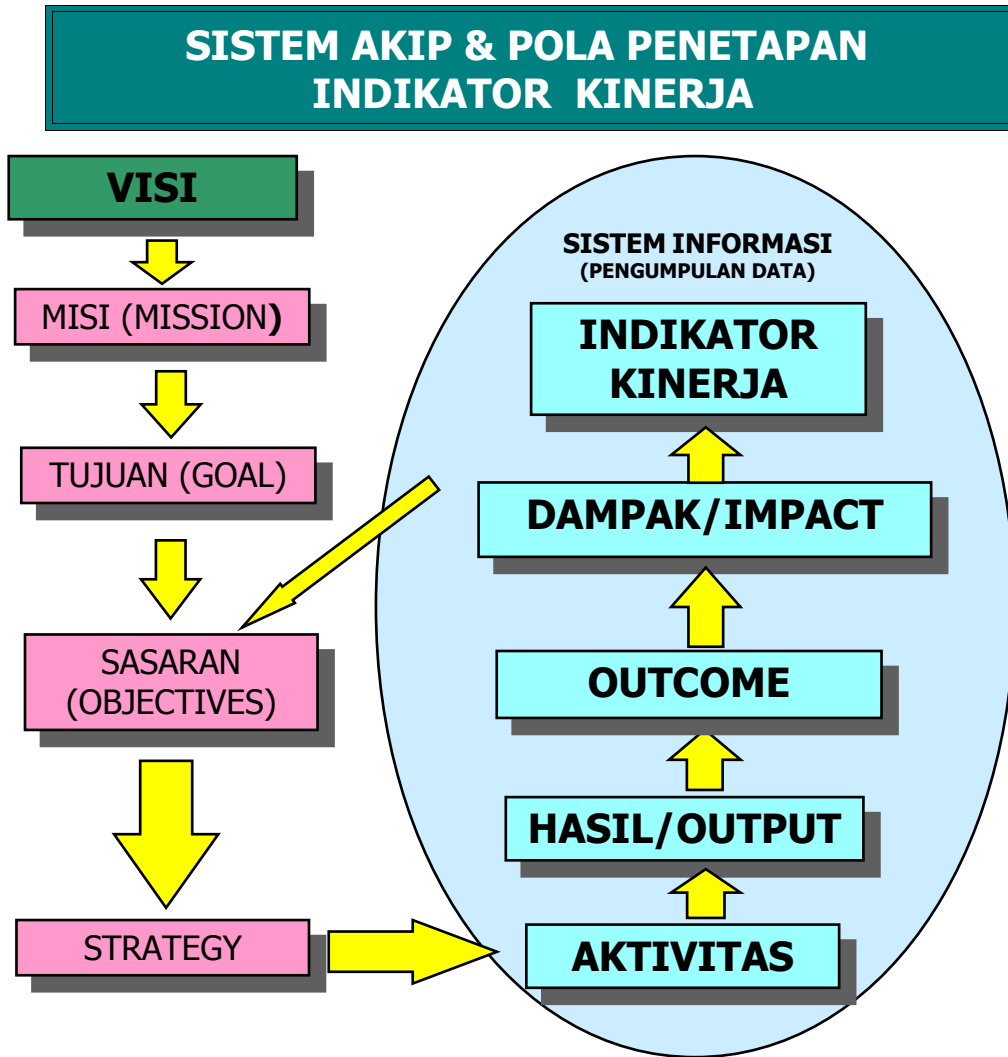 SISTEM AKIP & POLA PENETAPAN
INDIKATOR KINERJA
VISI
MISI (MISSION)
TUJUAN (GOAL)
SASARAN
(OBJECTIVES)
STRATEGY
SISTEM INFORMASI
(PENGUMPULAN DATA)
INDIKATOR
KINERJA
DAMPAK/IMPACT
OUTCOME
HASIL/OUTPUT
AKTIVITAS